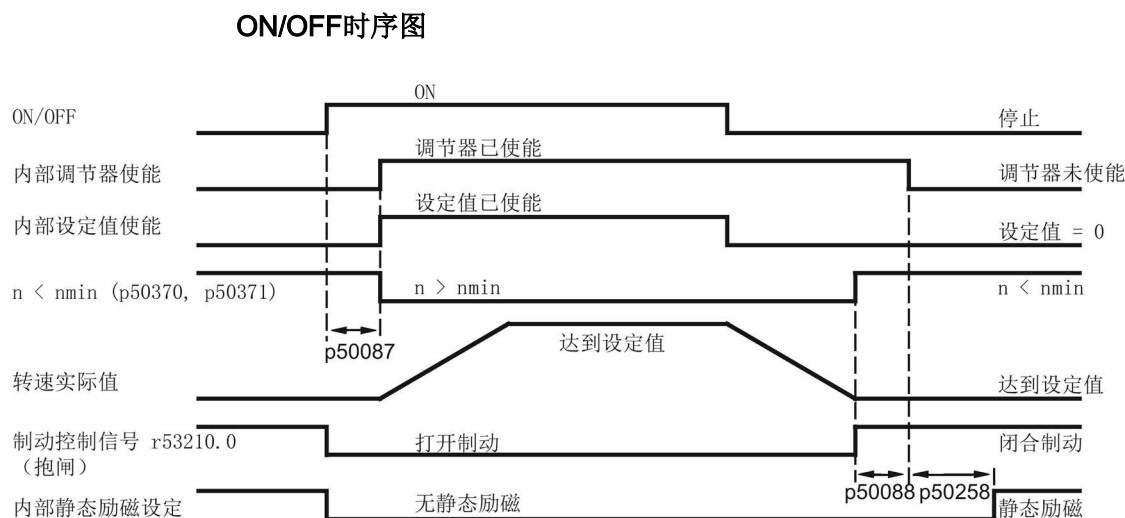 ON/OFF时序图
ON
ON/OFF
停止
调节器已使能
内部调节器使能
调节器未使能
设定值已使能
内部设定值使能
设定值 = 0
n < nmin (p50370, p50371)
n > nmin
n < nmin
p50087
达到设定值
转速实际值
达到设定值
制动控制信号 r53210.0
（抱闸）
打开制动
闭合制动
p50088
p50258
内部静态励磁设定
无静态励磁
静态励磁